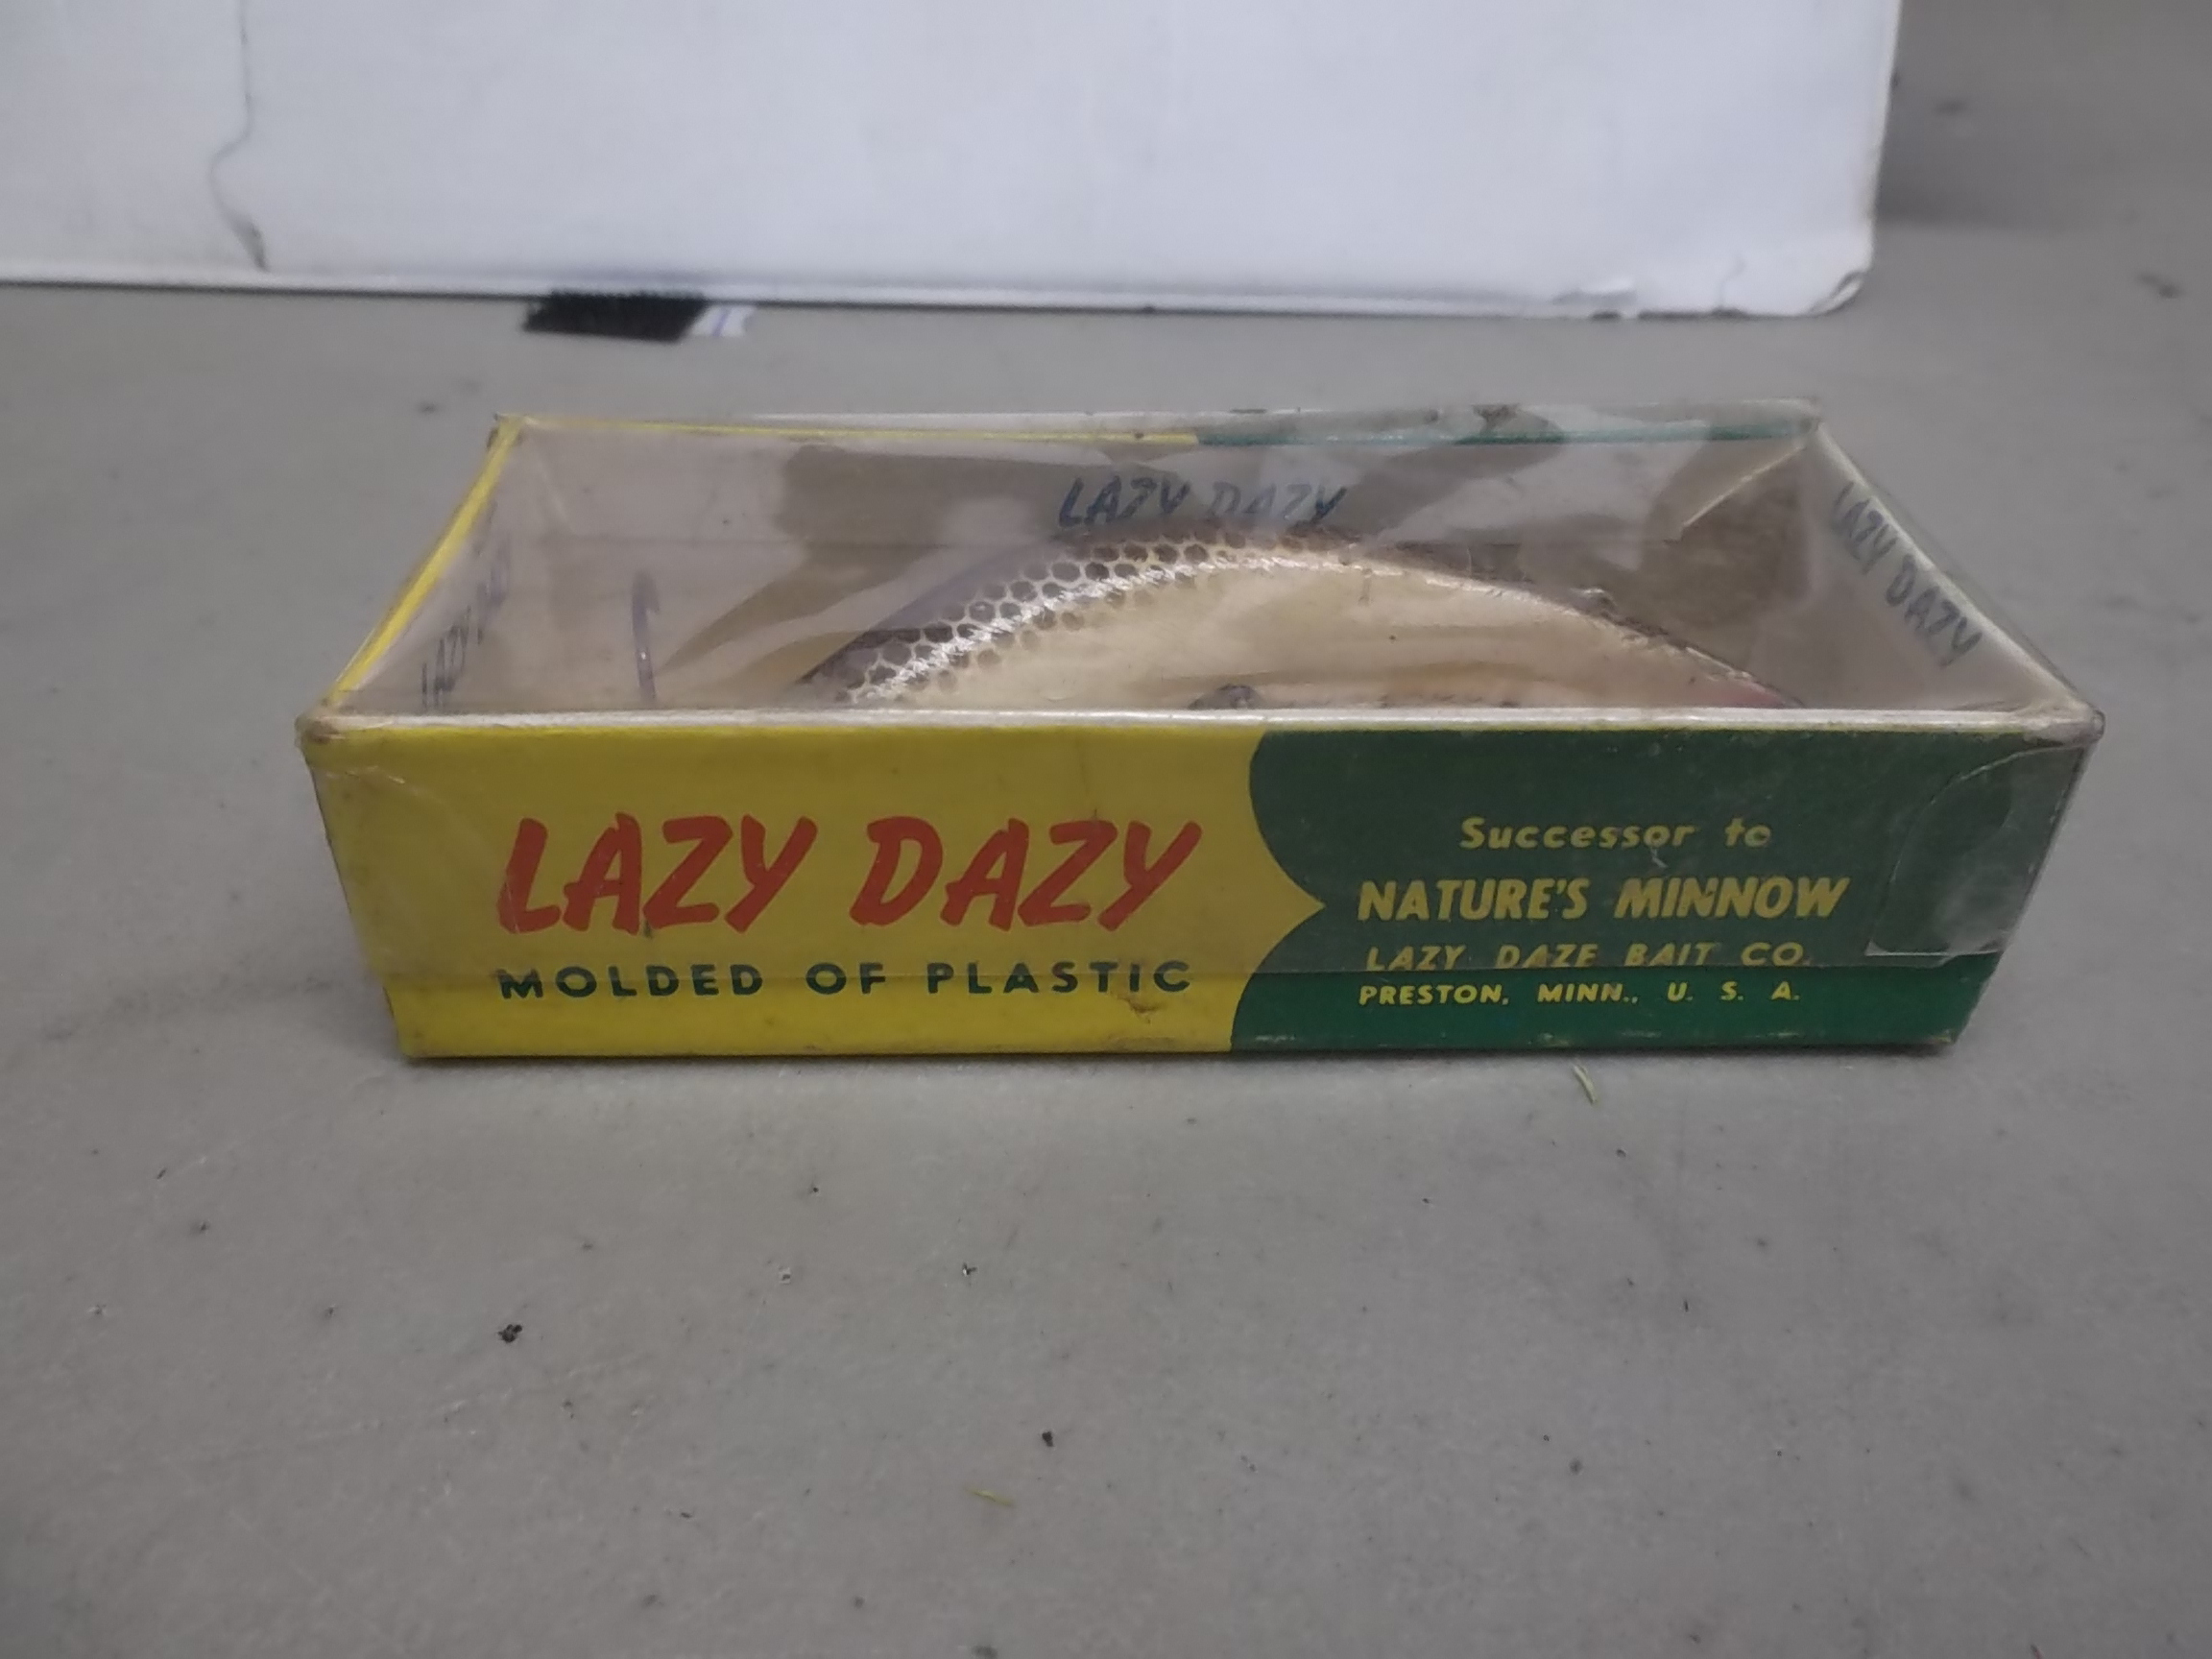 LAZY DAZY
LAZY DAZY
LAZY
LAZY DAZY
MOLDED OF PLASTIC
Successor to
NATURE'S MINNOW
LAZY DAZE BAIT CO.
PRESTON, MINN., U. S. A.